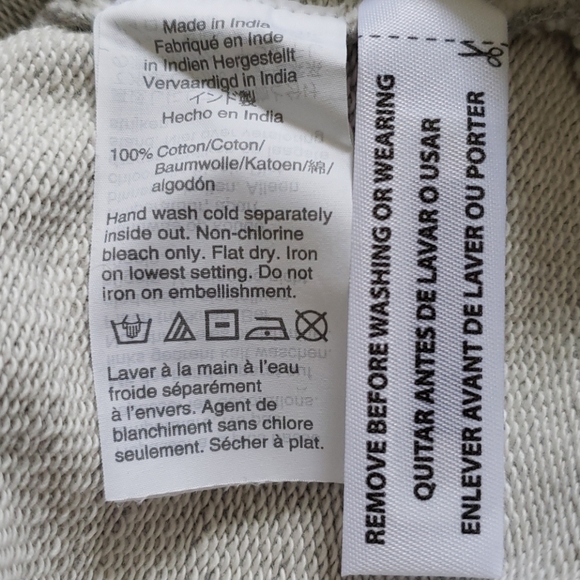 Made in India
Fabriqué en Inde
in Indien Hergestellt
Vervaardigd in India
インド製
Hecho en India
100% Cotton/Coton/
Baumwolle/Katoen/綿/
algodón
Hand wash cold separately
inside out. Non-chlorine
bleach only. Flat dry. Iron
on lowest setting. Do not
iron on embellishment.
Laver à la main à l'eau
froide séparément
à l'envers. Agent de
blanchiment sans chlore
seulement. Sécher à plat.
REMOVE BEFORE WASHING OR WEARING
QUITAR ANTES DE LAVAR O USAR
ENLEVER AVANT DE LAVER OU PORTER